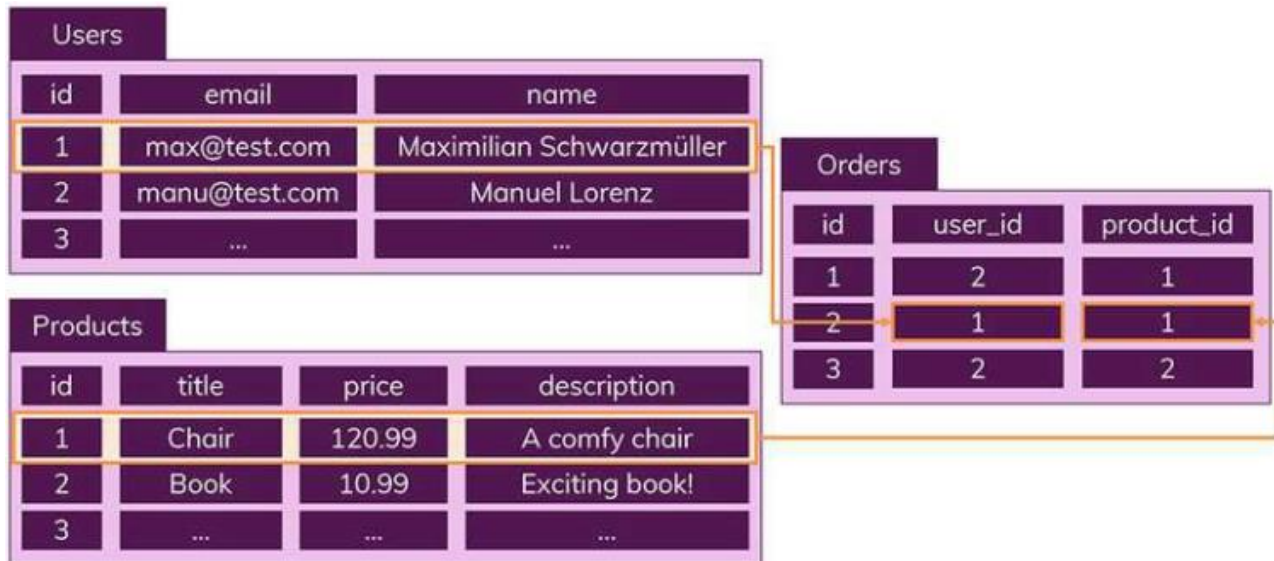 Users
id email name
1 max@test.com Maximilian Schwarzmüller
2 manu@test.com Manuel Lorenz
3 ... ...
Products
id title price description
1 Chair 120.99 A comfy chair
2 Book 10.99 Exciting book!
3 ... ... ...
Orders
id user_id product_id
1 2 1
2 1 1
3 2 2